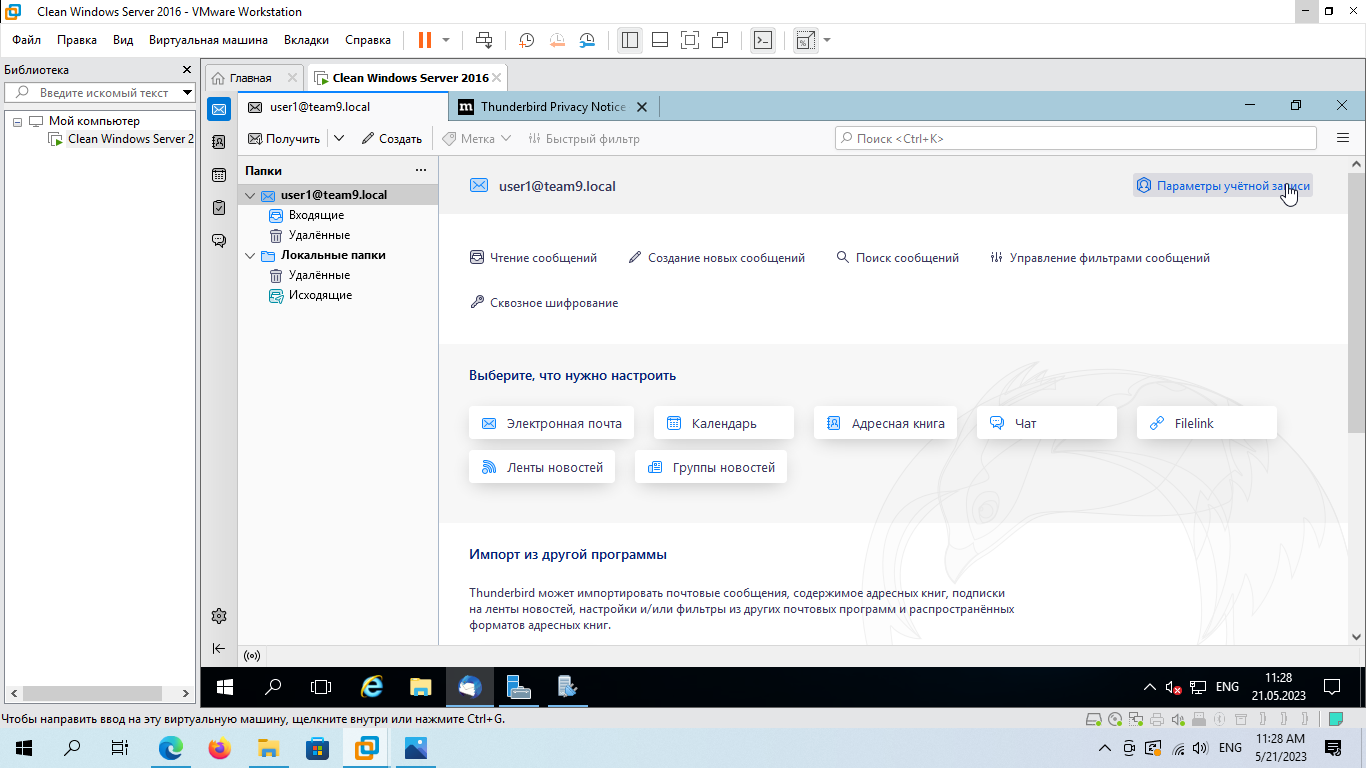 Clean Windows Server 2016 - VMware Workstation
Файл Правка Вид Виртуальная машина Вкладки Справка
Библиотека
Введите искомый текст
Мой компьютер
Clean Windows Server 2
Главная
Clean Windows Server 2016
user1@team9.local
Thunderbird Privacy Notice
Получить Создать Метка Быстрый фильтр
Поиск <Ctrl+K>
Папки
user1@team9.local
Входящие
Удалённые
Локальные папки
Удалённые
Исходящие
user1@team9.local
Параметры учётной записи
Чтение сообщений Создание новых сообщений Поиск сообщений Управление фильтрами сообщений
Сквозное шифрование
Выберите, что нужно настроить
Электронная почта Календарь Адресная книга Чат Filelink
Ленты новостей Группы новостей
Импорт из другой программы
Thunderbird может импортировать почтовые сообщения, содержимое адресных книг, подписки
на ленты новостей, настройки и/или фильтры из других почтовых программ и распространённых
форматов адресных книг.
ENG
11:28
21.05.2023
Чтобы направить ввод на эту виртуальную машину, щелкните внутри или нажмите Ctrl+G.
ENG
11:28 AM
5/21/2023